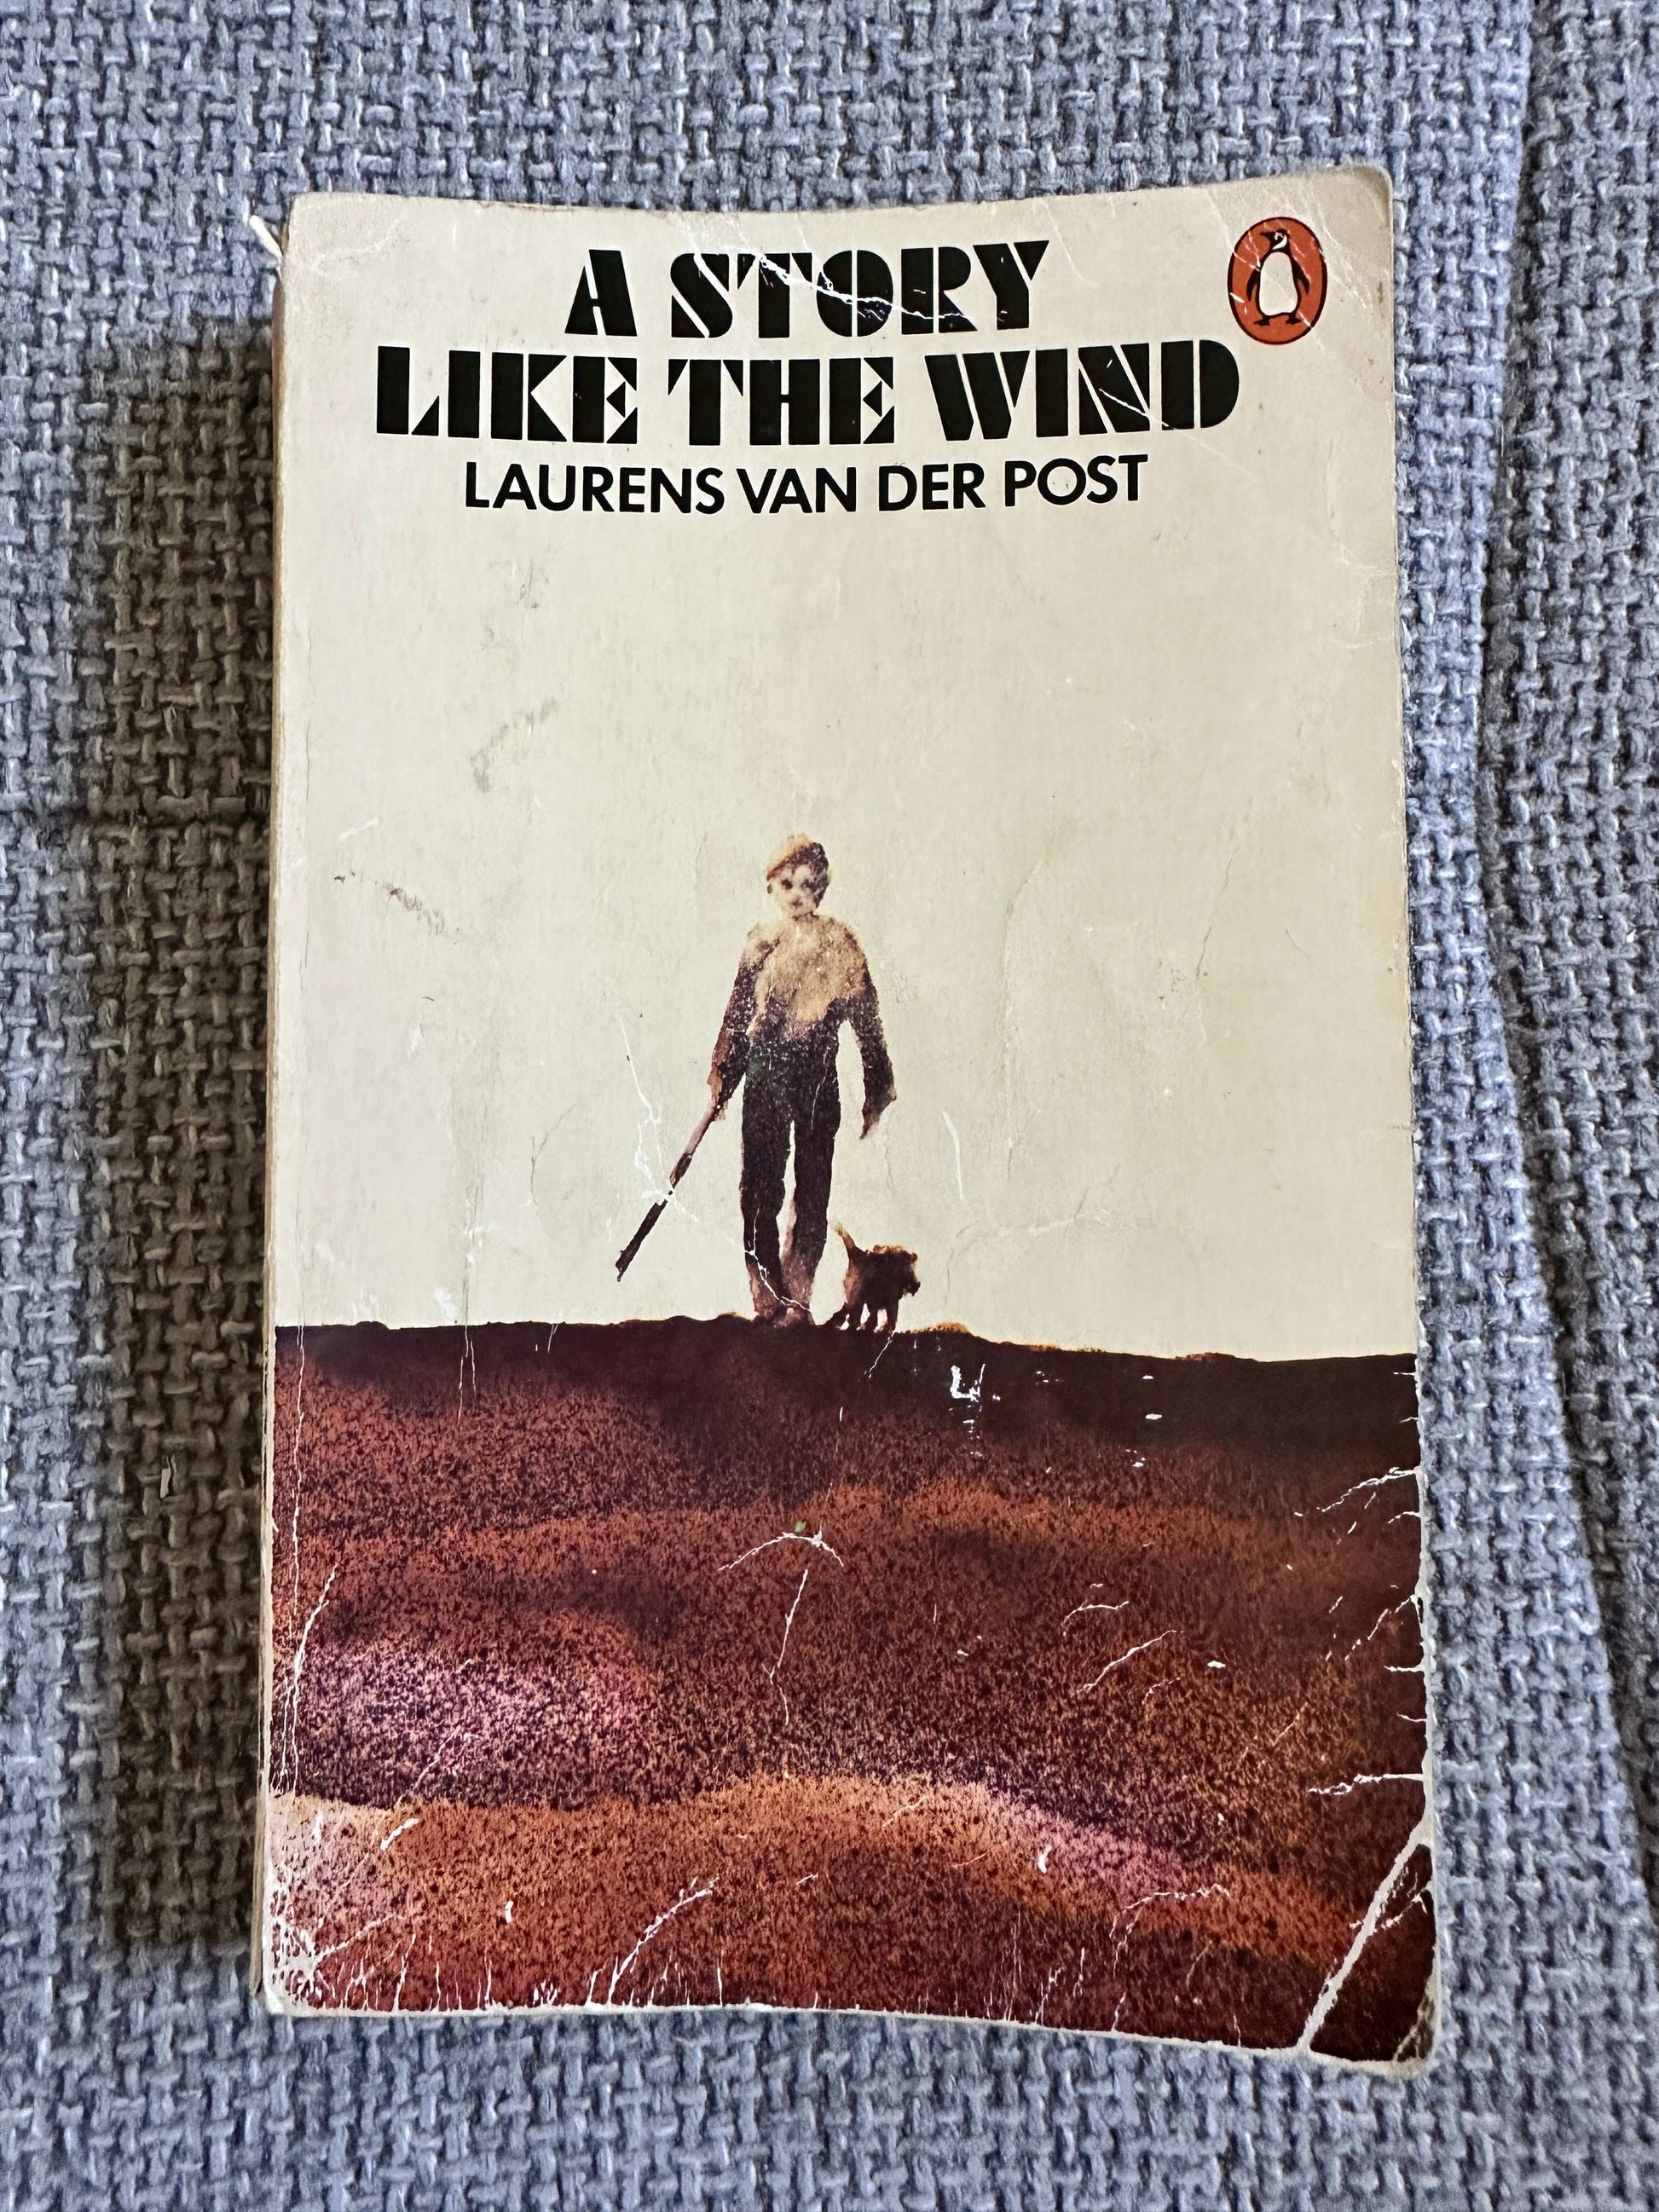 A STORY
LIKE THE WIND
LAURENS VAN DER POST